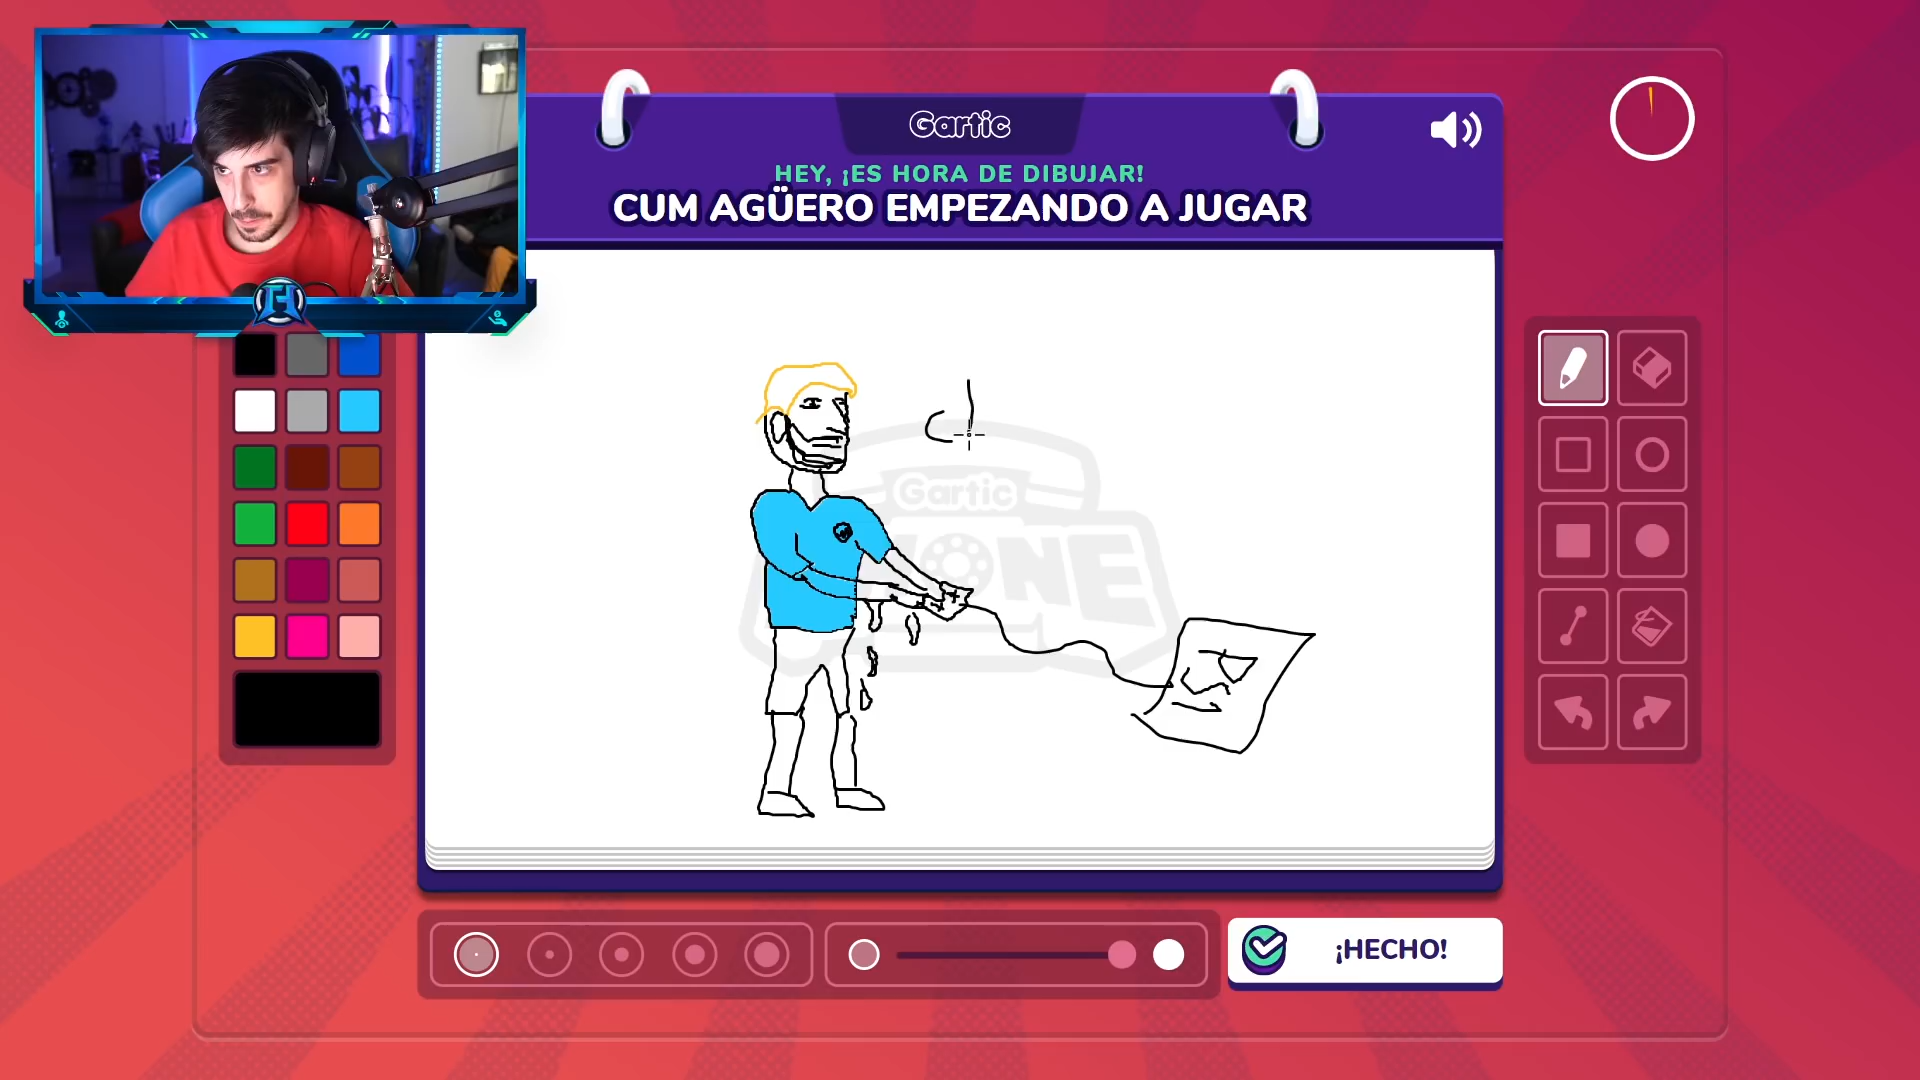 Gartic
HEY, ¡ES HORA DE DIBUJAR!
CUM AGÜERO EMPEZANDO A JUGAR
Gartic
¡HECHO!